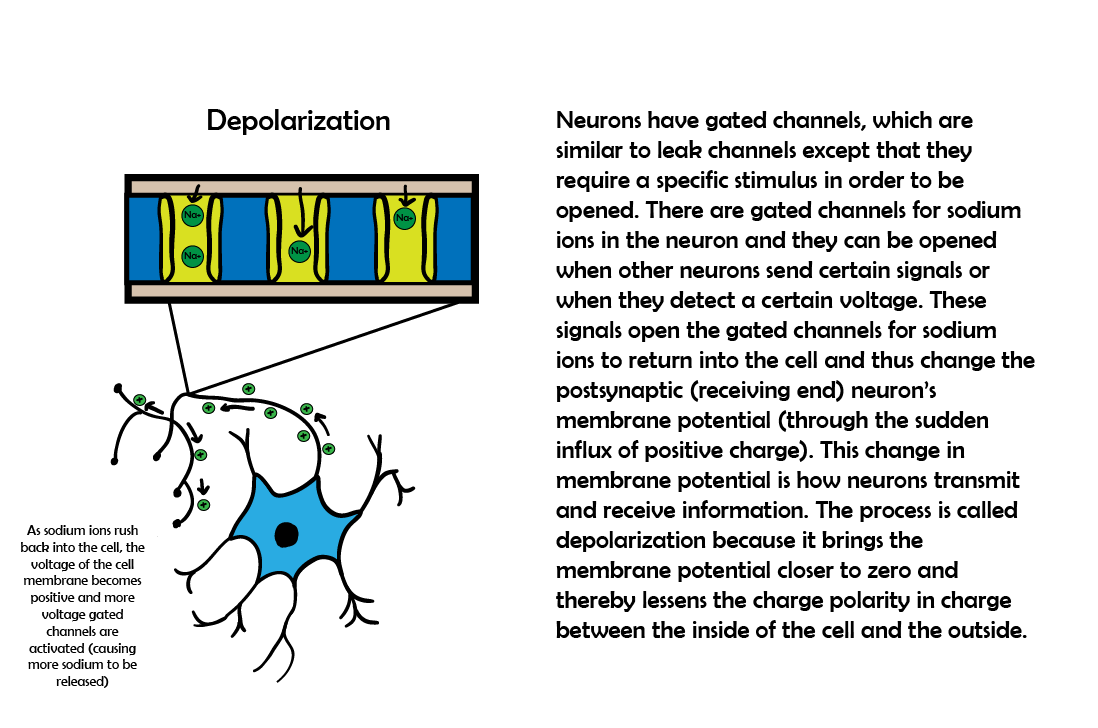 Depolarization
Na+
Na+
Na+
Na+
+
+
+
+
+
+
+
+
+
As sodium ions rush
back into the cell, the
voltage of the cell
membrane becomes
positive and more
voltage gated
channels are
activated (causing
more sodium to be
released)
Neurons have gated channels, which are
similar to leak channels except that they
require a specific stimulus in order to be
opened. There are gated channels for sodium
ions in the neuron and they can be opened
when other neurons send certain signals or
when they detect a certain voltage. These
signals open the gated channels for sodium
ions to return into the cell and thus change the
postsynaptic (receiving end) neuron's
membrane potential (through the sudden
influx of positive charge). This change in
membrane potential is how neurons transmit
and receive information. The process is called
depolarization because it brings the
membrane potential closer to zero and
thereby lessens the charge polarity in charge
between the inside of the cell and the outside.